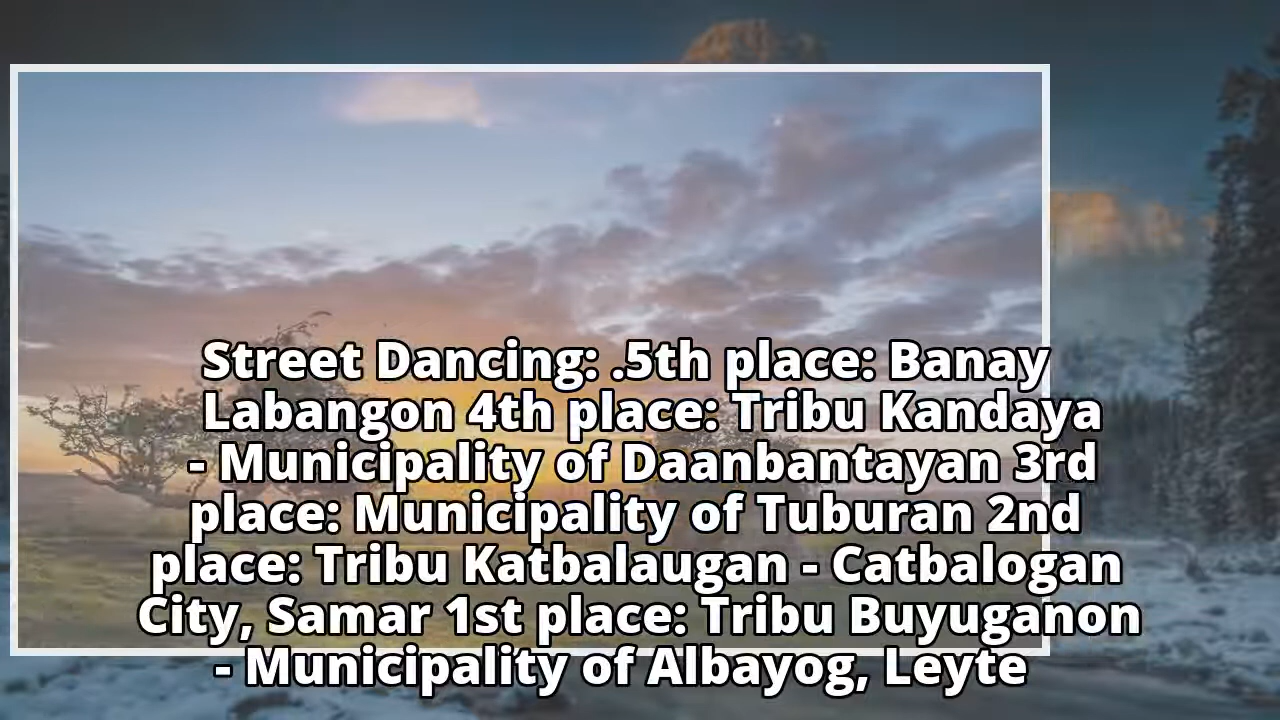 Street Dancing: .5th place: Banay
Labangon 4th place: Tribu Kandaya
- Municipality of Daanbantayan 3rd
place: Municipality of Tuburan 2nd
place: Tribu Katbalaugan - Catbalogan
City, Samar 1st place: Tribu Buyuganon
- Municipality of Albayog, Leyte